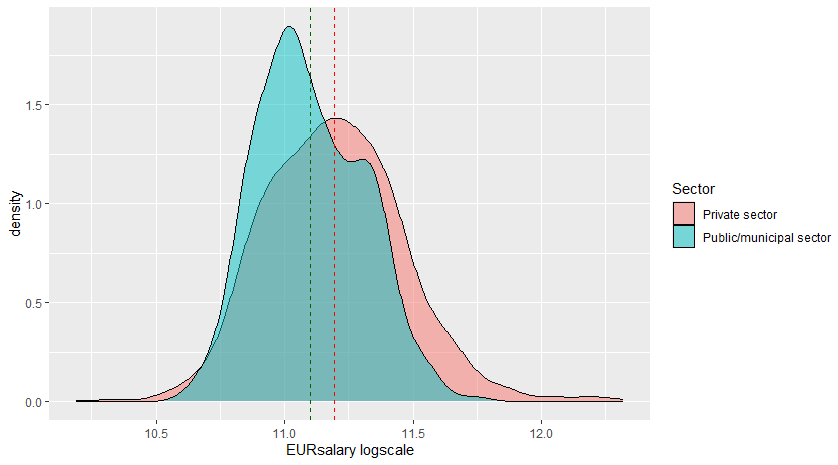 density
1.5
1.0
0.5
0.0
10.5 11.0 11.5 12.0
EURsalary logscale
Sector
Private sector
Public/municipal sector